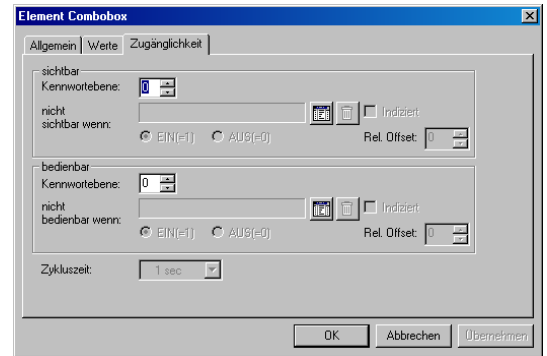 Element Combobox
Allgemein Werte Zugänglichkeit
sichtbar
Kennwortebene: 0
nicht
sichtbar wenn:
Indiziert
EIN(=1) AUS(=0) Rel. Offset: 0
bedienbar
Kennwortebene: 0
nicht
bedienbar wenn:
Indiziert
EIN(=1) AUS(=0) Rel. Offset: 0
Zykluszeit: 1 sec
OK Abbrechen Übernehmen